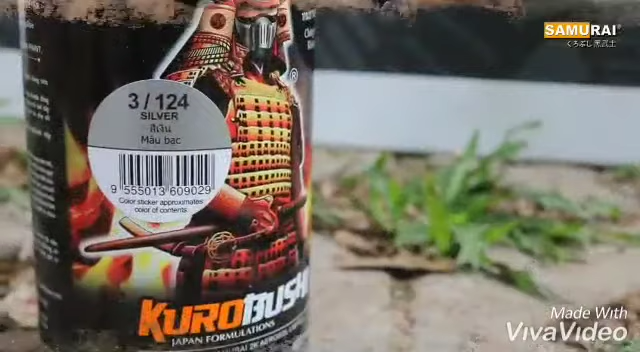 SAMURAI
くろぶし黒武士
3 / 124
SILVER
สีเงิน
Màu bạc
9 555013 609029
Color sticker approximates
color of contents
KUROBUSHI
JAPAN FORMULATIONS
Made With
VivaVideo